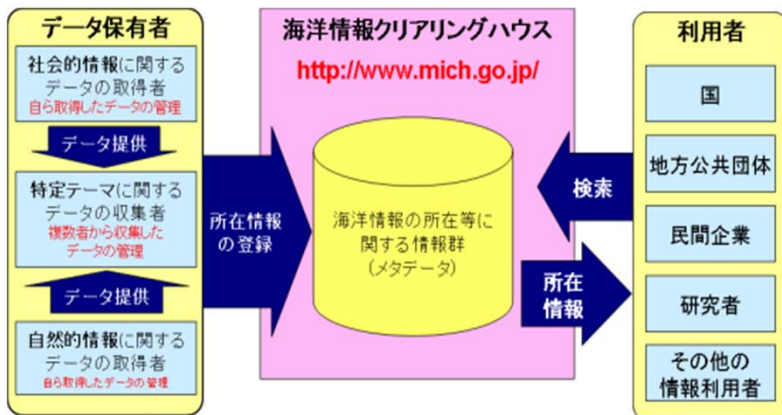 データ保有者
社会的情報に関する
データの取得者
自ら取得したデータの管理
データ提供
特定テーマに関する
データの収集者
複数者から収集した
データの管理
データ提供
自然的情報に関する
データの取得者
自ら取得したデータの管理
所在情報
の登録
海洋情報クリアリングハウス
http://www.mich.go.jp/
海洋情報の所在等に
関する情報群
（メタデータ）
検索
所在
情報
利用者
国
地方公共団体
民間企業
研究者
その他の
情報利用者